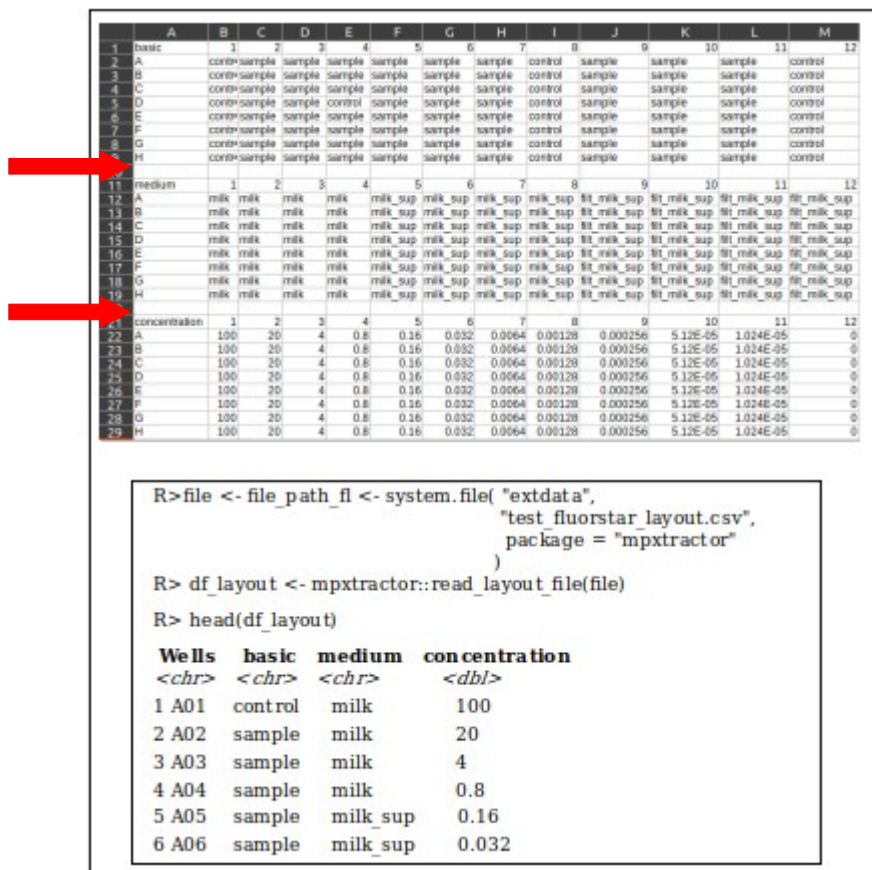 A B C D E F G H I J K L M
1 basic 1 2 3 4 5 6 7 8 9 10 11 12
2 A sample sample sample sample sample sample control sample sample sample control
3 B sample sample sample sample sample sample control sample sample sample control
4 C sample sample sample sample sample sample control sample sample sample control
5 D sample sample control sample sample sample control sample sample sample control
6 E sample sample sample sample sample sample control sample sample sample control
7 F sample sample sample sample sample sample control sample sample sample control
8 G sample sample sample sample sample sample control sample sample sample control
9 H sample sample sample sample sample sample control sample sample sample control
11 medium 1 2 3 4 5 6 7 8 9 10 11 12
12 A milk milk milk milk milk_sup milk_sup milk_sup milk_sup filt_milk_sup filt_milk_sup filt_milk_sup filt_milk_sup
13 B milk milk milk milk milk_sup milk_sup milk_sup milk_sup filt_milk_sup filt_milk_sup filt_milk_sup filt_milk_sup
14 C milk milk milk milk milk_sup milk_sup milk_sup milk_sup filt_milk_sup filt_milk_sup filt_milk_sup filt_milk_sup
15 D milk milk milk milk milk_sup milk_sup milk_sup milk_sup filt_milk_sup filt_milk_sup filt_milk_sup filt_milk_sup
16 E milk milk milk milk milk_sup milk_sup milk_sup milk_sup filt_milk_sup filt_milk_sup filt_milk_sup filt_milk_sup
17 F milk milk milk milk milk_sup milk_sup milk_sup milk_sup filt_milk_sup filt_milk_sup filt_milk_sup filt_milk_sup
18 G milk milk milk milk milk_sup milk_sup milk_sup milk_sup filt_milk_sup filt_milk_sup filt_milk_sup filt_milk_sup
19 H milk milk milk milk milk_sup milk_sup milk_sup milk_sup filt_milk_sup filt_milk_sup filt_milk_sup filt_milk_sup
21 concentration 1 2 3 4 5 6 7 8 9 10 11 12
22 A 100 20 4 0.8 0.16 0.032 0.0064 0.00128 0.000256 5.12E-05 1.024E-05 0
23 B 100 20 4 0.8 0.16 0.032 0.0064 0.00128 0.000256 5.12E-05 1.024E-05 0
24 C 100 20 4 0.8 0.16 0.032 0.0064 0.00128 0.000256 5.12E-05 1.024E-05 0
25 D 100 20 4 0.8 0.16 0.032 0.0064 0.00128 0.000256 5.12E-05 1.024E-05 0
26 E 100 20 4 0.8 0.16 0.032 0.0064 0.00128 0.000256 5.12E-05 1.024E-05 0
27 F 100 20 4 0.8 0.16 0.032 0.0064 0.00128 0.000256 5.12E-05 1.024E-05 0
28 G 100 20 4 0.8 0.16 0.032 0.0064 0.00128 0.000256 5.12E-05 1.024E-05 0
29 H 100 20 4 0.8 0.16 0.032 0.0064 0.00128 0.000256 5.12E-05 1.024E-05 0
R>file <- file_path_fl <- system.file( "extdata",
"test_fluorstar_layout.csv",
package = "mpxtractor"
)
R> df_layout <- mpxtractor::read_layout_file(file)
R> head(df_layout)
Wells basic medium concentration
<chr> <chr> <chr> <dbl>
1 A01 control milk 100
2 A02 sample milk 20
3 A03 sample milk 4
4 A04 sample milk 0.8
5 A05 sample milk_sup 0.16
6 A06 sample milk_sup 0.032